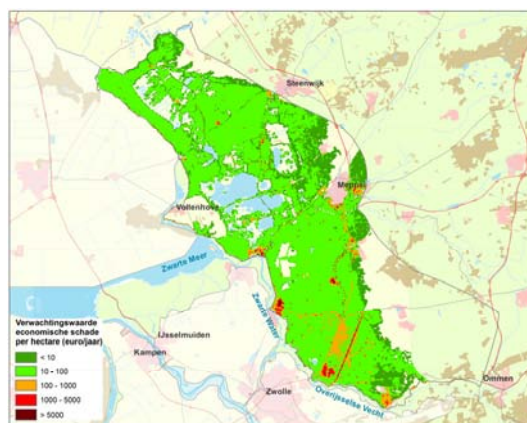 Steenwijk
Meppel
Vollenhove
Zwarte Meer
Zwarte Water
IJsselmuiden
Kampen
Zwolle
Overijsselse Vecht
Ommen
Verwachtingswaarde
economische schade
per hectare (euro/jaar)
< 10
10 - 100
100 - 1000
1000 - 5000
> 5000